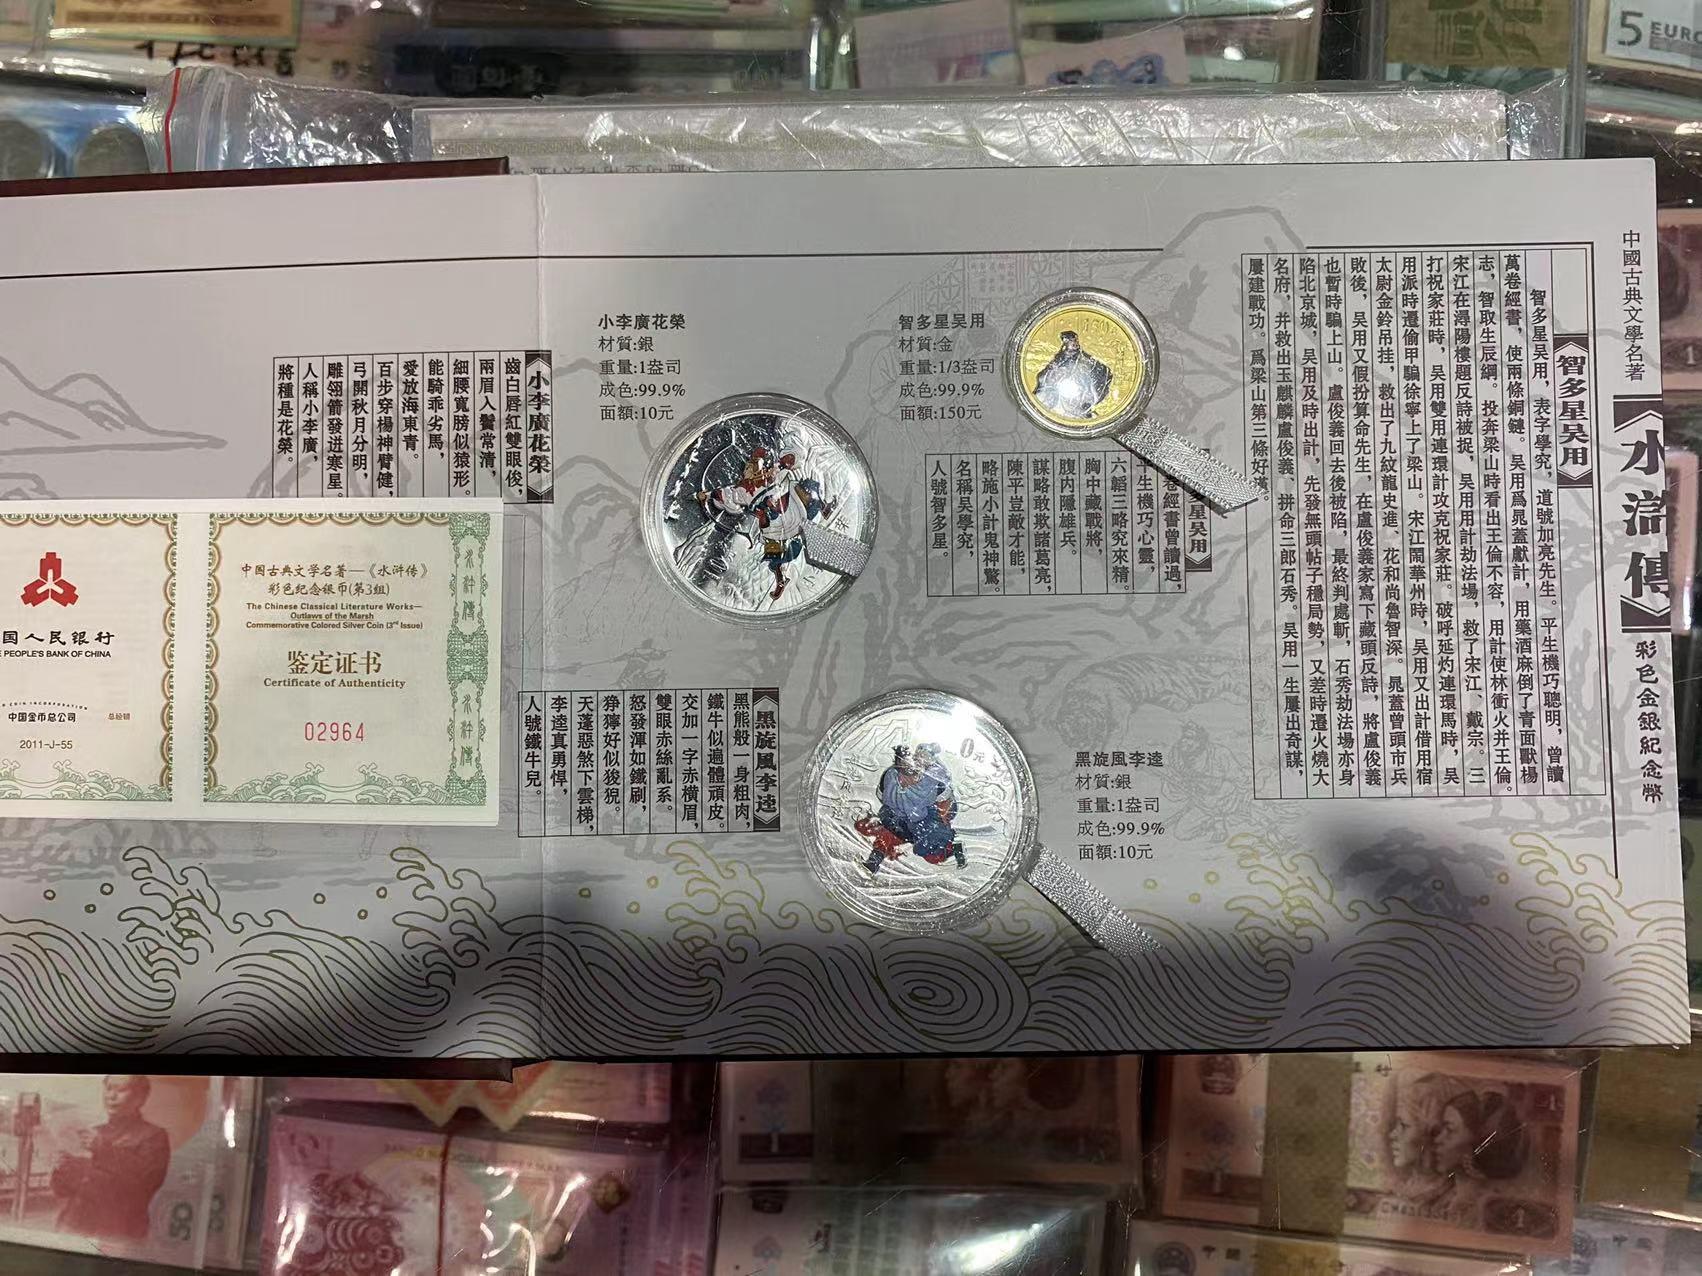 5 EURO
中國古典文學名著
水滸傳
彩色金銀紀念幣
智多星吴用
智多星吴用，表字學究，道號加亮先生。平生機巧聰明，曾讀
萬卷經書，使兩條銅鏈。吴用爲晁蓋獻計，用藥酒麻倒了青面獸楊
志，智取生辰綱。投奔梁山時看出王倫不容，用計使林衝火并王倫。
宋江在潯陽樓題反詩被捉，吴用用計劫法場，救了宋江、戴宗。三
打祝家莊時，吴用雙用連環計攻克祝家莊。破呼延灼連環馬時，吴
用派時遷偷甲騙徐寧上了梁山。宋江鬧華州時，吴用又出計借用宿
太尉金鈴吊挂，救出了九紋龍史進、花和尚魯智深。晁蓋曾頭市兵
敗後，吴用又假扮算命先生，在盧俊義家寫下藏頭反詩，將盧俊義
也暫時騙上山。盧俊義回去後被陷，最終判處斬，石秀劫法場亦身
陷北京城，吴用及時出計，先發無頭帖子穩局勢，又差時遷火燒大
名府，并救出玉麒麟盧俊義、拼命三郎石秀。吴用一生屢出奇謀，
屢建戰功。爲梁山第三條好漢。
智多星吴用
材質:金
重量:1/3盎司
成色:99.9%
面額:150元
150元
多星吴用
卷經書曾讀過，
平生機巧心靈，
六韜三略究來精。
胸中藏戰將，
腹内隱雄兵。
謀略敢欺諸葛亮，
陳平豈敵才能，
略施小計鬼神驚。
名稱吴學究，
人號智多星。
小李廣花榮
材質:銀
重量:1盎司
成色:99.9%
面額:10元
小李廣花榮
齒白唇紅雙眼俊，
兩眉入鬢常清，
細腰寬膀似猿形。
能騎乖劣馬，
愛放海東青。
百步穿楊神臂健，
弓開秋月分明，
雕翎箭發迸寒星。
人稱小李廣，
將種是花榮。
黑旋風李逵
材質:銀
重量:1盎司
成色:99.9%
面額:10元
0元
黑旋風李逵
黑熊般一身粗肉，
鐵牛似遍體頑皮。
交加一字赤横眉，
雙眼赤絲亂系。
怒發渾如鐵刷，
狰獰好似狻猊。
天蓬惡煞下雲梯，
李逵真勇悍，
人號鐵牛兒。
国人民银行
PEOPLE'S BANK OF CHINA
COIN INCORPORATION
中国金币总公司 总经销
2011-J-55
中国古典文学名著—《水浒传》
彩色纪念银币(第3组)
The Chinese Classical Literature Works—
Outlaws of the Marsh
Commemorative Colored Silver Coin (3rd Issue)
鉴定证书
Certificate of Authenticity
02964
水浒傳
水浒傳
50
1
1